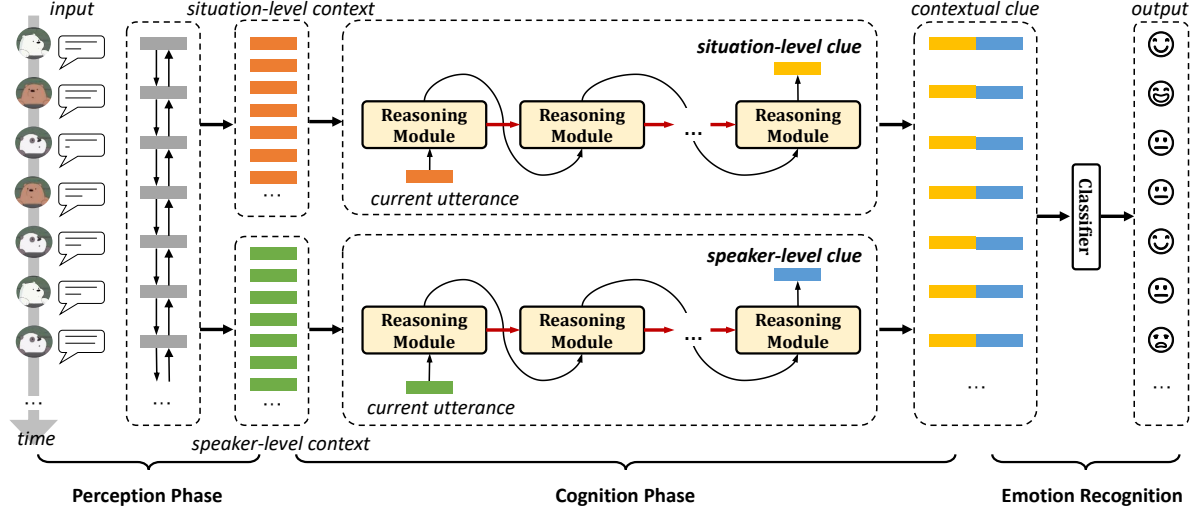 input
situation-level context
contextual clue
output
situation-level clue
Reasoning
Module
Reasoning
Module
...
Reasoning
Module
current utterance
...
Classifier
speaker-level clue
Reasoning
Module
Reasoning
Module
...
Reasoning
Module
current utterance
...
...
...
...
...
time
speaker-level context
Perception Phase
Cognition Phase
Emotion Recognition